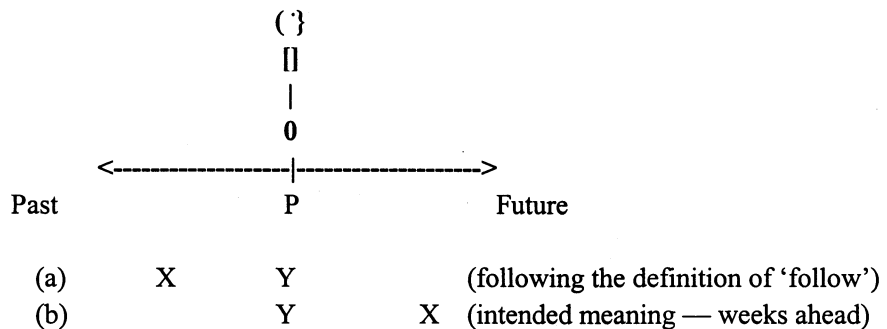 ( ˙}
[]
|
0
<---------------------|--------------------->
Past P Future
(a) X Y (following the definition of ‘follow’)
(b) Y X (intended meaning — weeks ahead)